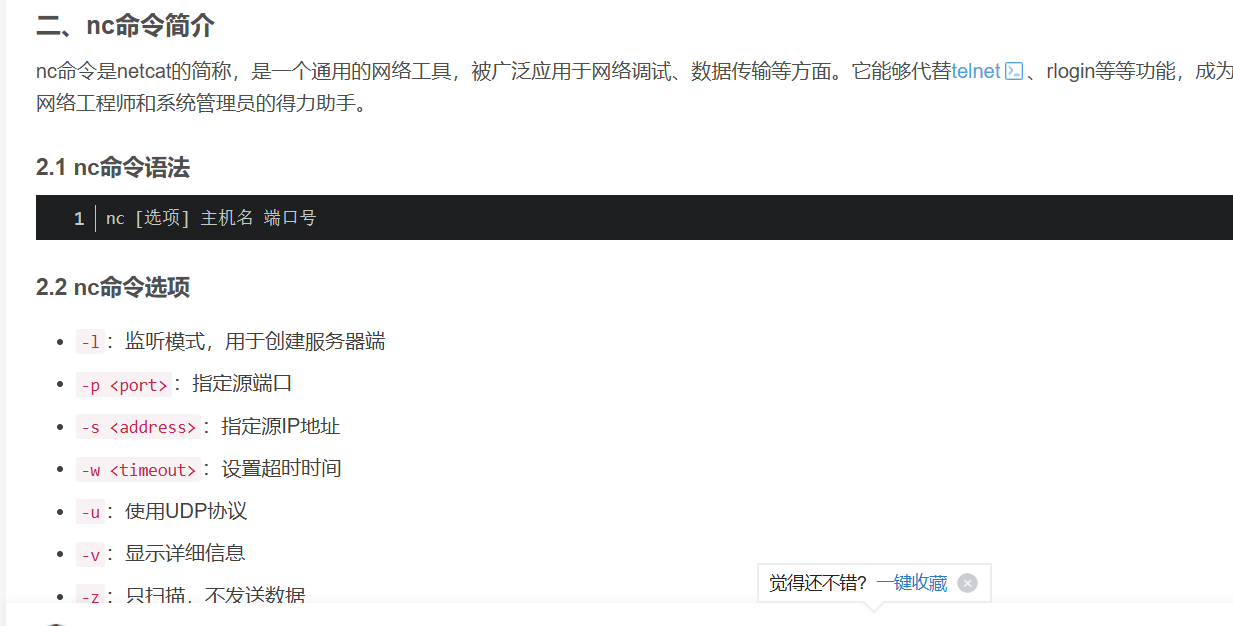 二、nc命令简介
nc命令是netcat的简称，是一个通用的网络工具，被广泛应用于网络调试、数据传输等方面。它能够代替telnet、rlogin等等功能，成为
网络工程师和系统管理员的得力助手。
2.1 nc命令语法
1 nc [选项] 主机名 端口号
2.2 nc命令选项
• -l：监听模式，用于创建服务器端
• -p <port>：指定源端口
• -s <address>：指定源IP地址
• -w <timeout>：设置超时时间
• -u：使用UDP协议
• -v：显示详细信息
• -z：只扫描，不发送数据
觉得还不错? 一键收藏